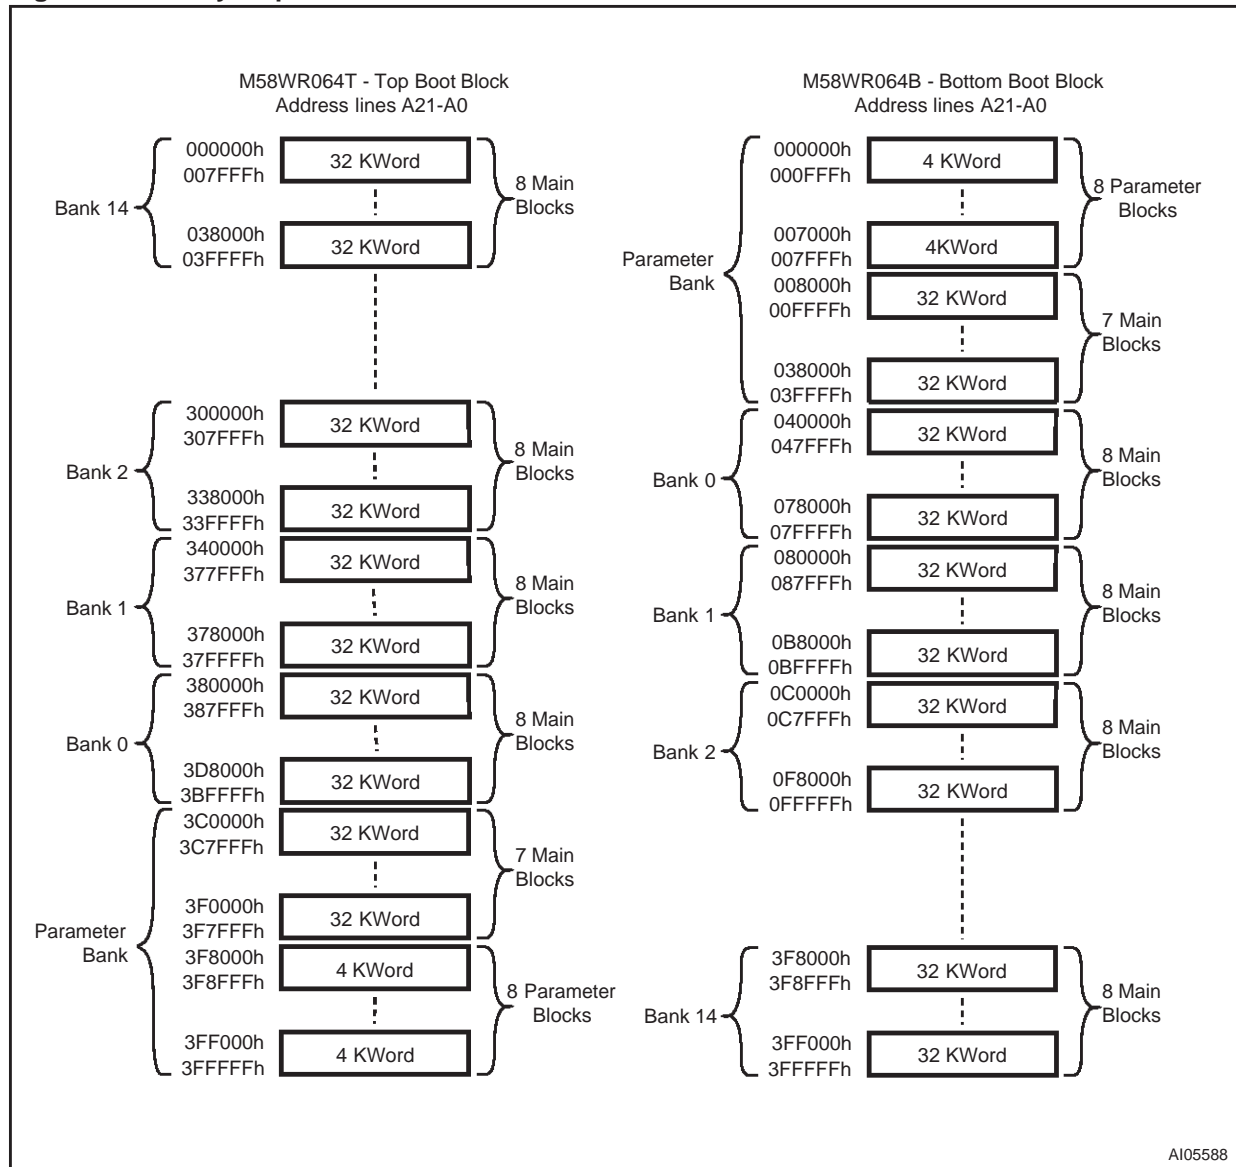 M58WR064T - Top Boot Block
Address lines A21-A0
000000h
007FFFh
32 KWord
Bank 14
8 Main
Blocks
038000h
03FFFFh
32 KWord
300000h
307FFFh
32 KWord
Bank 2
8 Main
Blocks
338000h
33FFFFh
32 KWord
340000h
377FFFh
32 KWord
Bank 1
8 Main
Blocks
378000h
37FFFFh
32 KWord
380000h
387FFFh
32 KWord
Bank 0
8 Main
Blocks
3D8000h
3BFFFFh
32 KWord
3C0000h
3C7FFFh
32 KWord
7 Main
Blocks
3F0000h
3F7FFFh
32 KWord
Parameter
Bank
3F8000h
3F8FFFh
4 KWord
8 Parameter
Blocks
3FF000h
3FFFFFh
4 KWord
M58WR064B - Bottom Boot Block
Address lines A21-A0
000000h
000FFFh
4 KWord
8 Parameter
Blocks
007000h
007FFFh
4KWord
Parameter
Bank
008000h
00FFFFh
32 KWord
7 Main
Blocks
038000h
03FFFFh
32 KWord
040000h
047FFFh
32 KWord
Bank 0
8 Main
Blocks
078000h
07FFFFh
32 KWord
080000h
087FFFh
32 KWord
Bank 1
8 Main
Blocks
0B8000h
0BFFFFh
32 KWord
0C0000h
0C7FFFh
32 KWord
Bank 2
8 Main
Blocks
0F8000h
0FFFFFh
32 KWord
3F8000h
3F8FFFh
32 KWord
Bank 14
8 Main
Blocks
3FF000h
3FFFFFh
32 KWord
AI05588